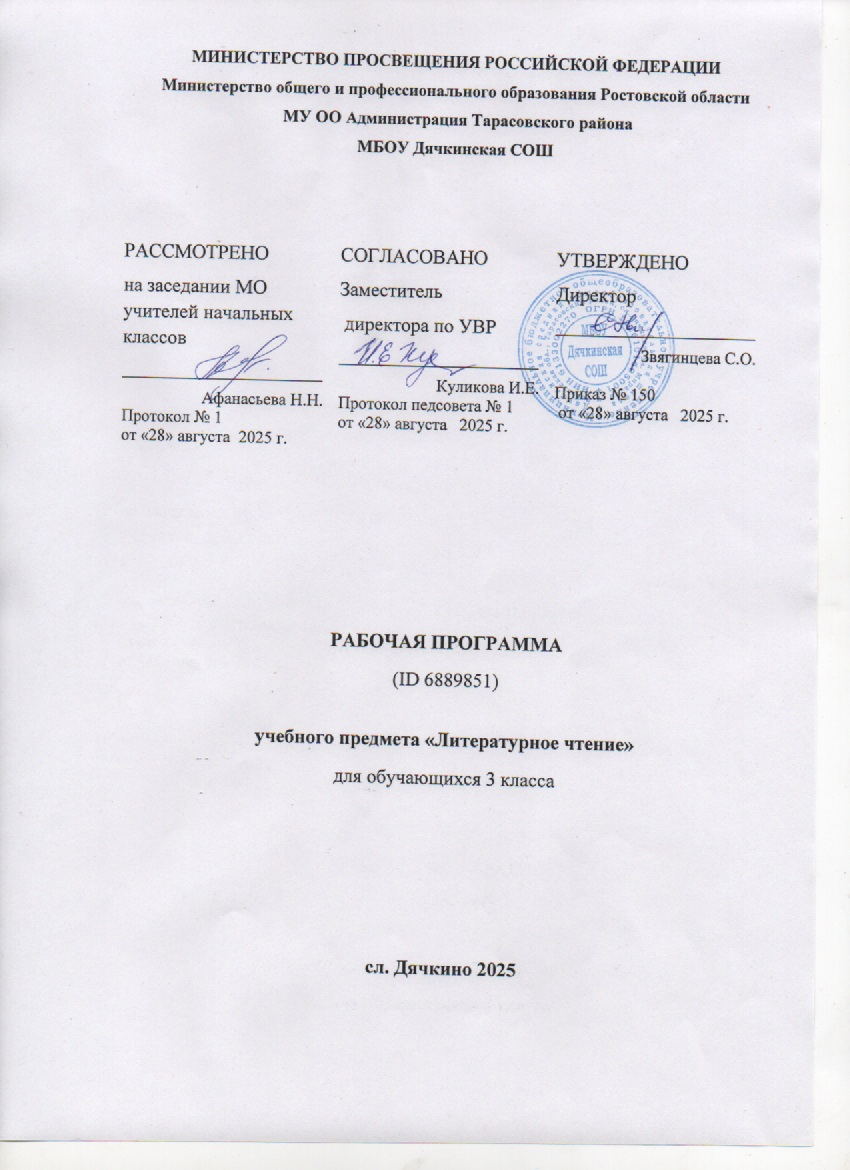 МИНИСТЕРСТВО ПРОСВЕЩЕНИЯ РОССИЙСКОЙ ФЕДЕРАЦИИ
Министерство общего и профессионального образования Ростовской области
МУ ОО Администрация Тарасовского района
МБОУ Дячкинская СОШ
РАССМОТРЕНО
на заседании МО
учителей начальных
классов
Афанасьева Н.Н.
Протокол № 1
от «28» августа 2025 г.
СОГЛАСОВАНО
Заместитель
директора по УВР
Куликова И.Е.
Протокол педсовета № 1
от «28» августа 2025 г.
УТВЕРЖДЕНО
Директор
Звягинцева С.О.
Приказ № 150
от «28» августа 2025 г.
МБОУ
Дячкинская
СОШ
РАБОЧАЯ ПРОГРАММА
(ID 6889851)
учебного предмета «Литературное чтение»
для обучающихся 3 класса
сл. Дячкино 2025